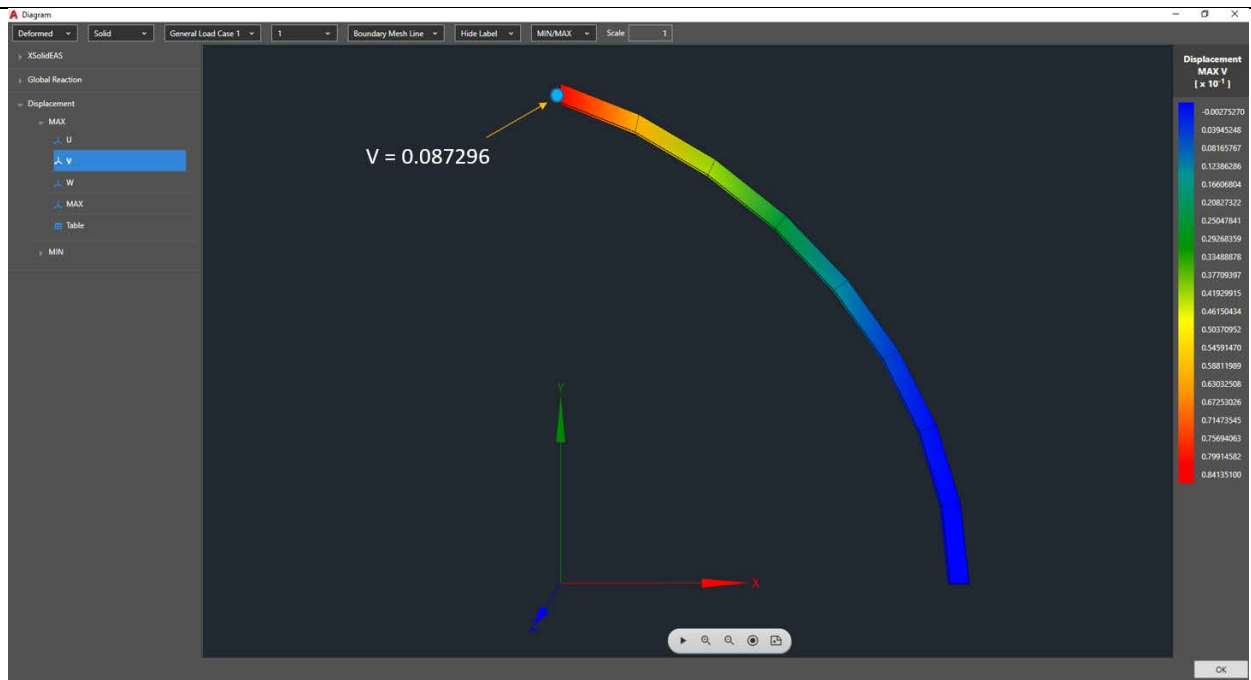 Diagram
Deformed Solid General Load Case 1 1 Boundary Mesh Line Hide Label MIN/MAX Scale 1
XSolidEAS
Global Reaction
Displacement
MAX
U
V
W
MAX
Table
MIN
V = 0.087296
Y
X
Z
Displacement
MAX V
[ x 10⁻¹ ]
-0.00275270
0.03945248
0.08165767
0.12386286
0.16606804
0.20827322
0.25047841
0.29268359
0.33488878
0.37709397
0.41929915
0.46150434
0.50370952
0.54591470
0.58811989
0.63032508
0.67253026
0.71473545
0.75694063
0.79914582
0.84135100
OK